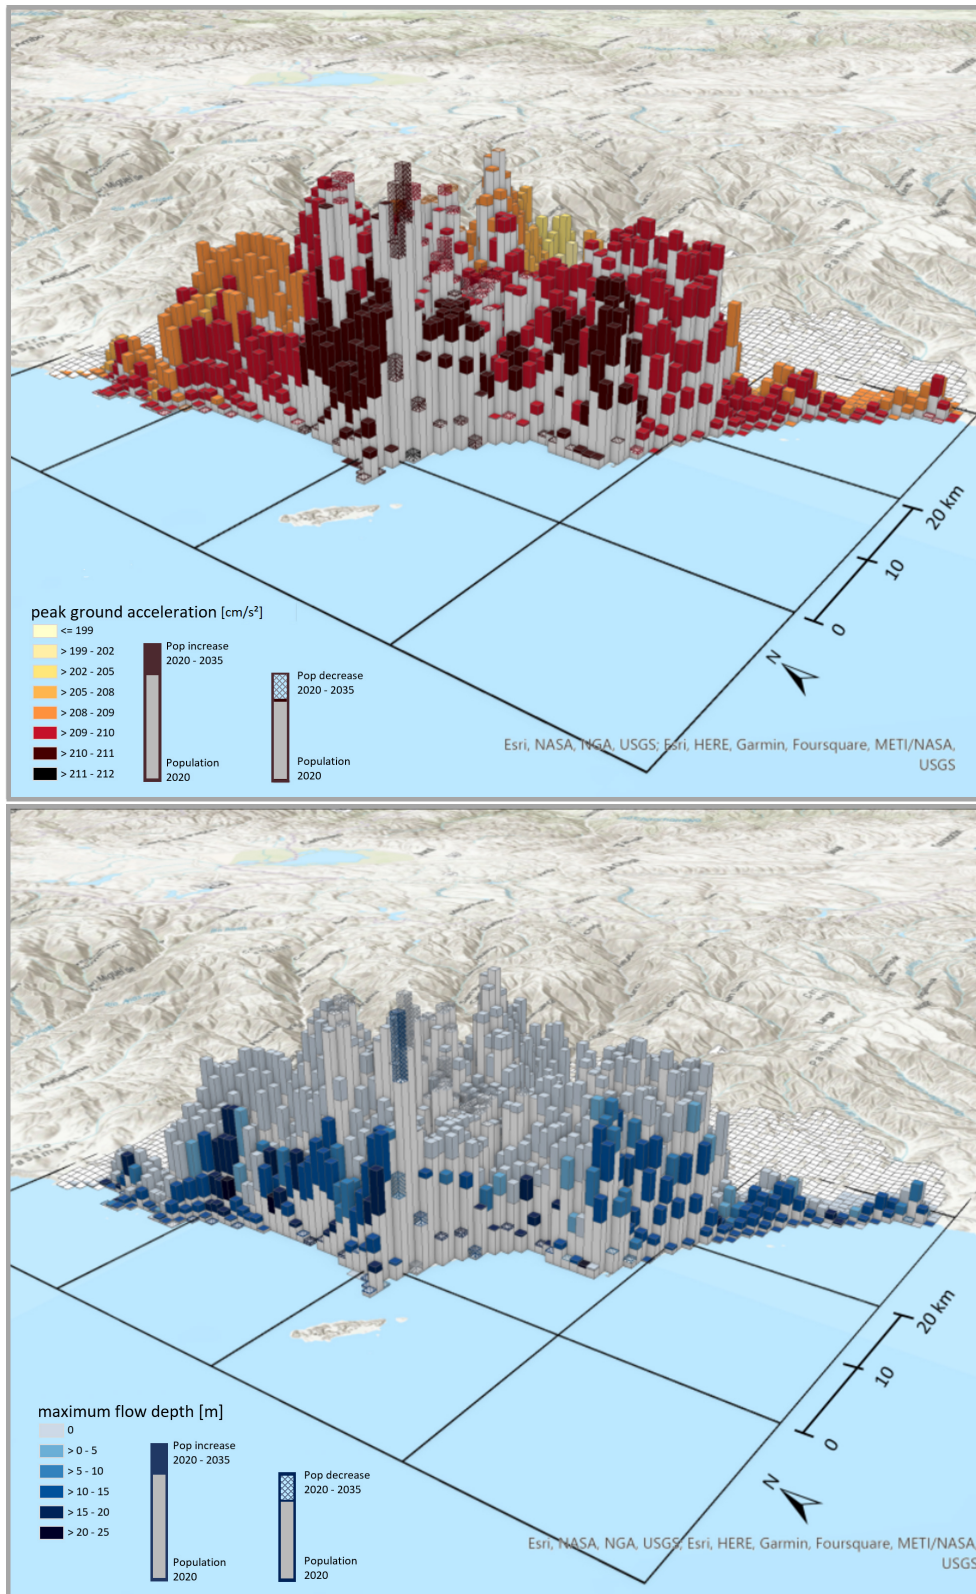 peak ground acceleration [cm/s²]
<= 199
> 199 - 202
> 202 - 205
> 205 - 208
> 208 - 209
> 209 - 210
> 210 - 211
> 211 - 212
Pop increase
2020 - 2035
Population
2020
Pop decrease
2020 - 2035
Population
2020
0
10
20 km
N
Esri, NASA, NGA, USGS; Esri, HERE, Garmin, Foursquare, METI/NASA,
USGS
maximum flow depth [m]
0
> 0 - 5
> 5 - 10
> 10 - 15
> 15 - 20
> 20 - 25
Pop increase
2020 - 2035
Population
2020
Pop decrease
2020 - 2035
Population
2020
0
10
20 km
N
Esri, NASA, NGA, USGS; Esri, HERE, Garmin, Foursquare, METI/NASA,
USGS